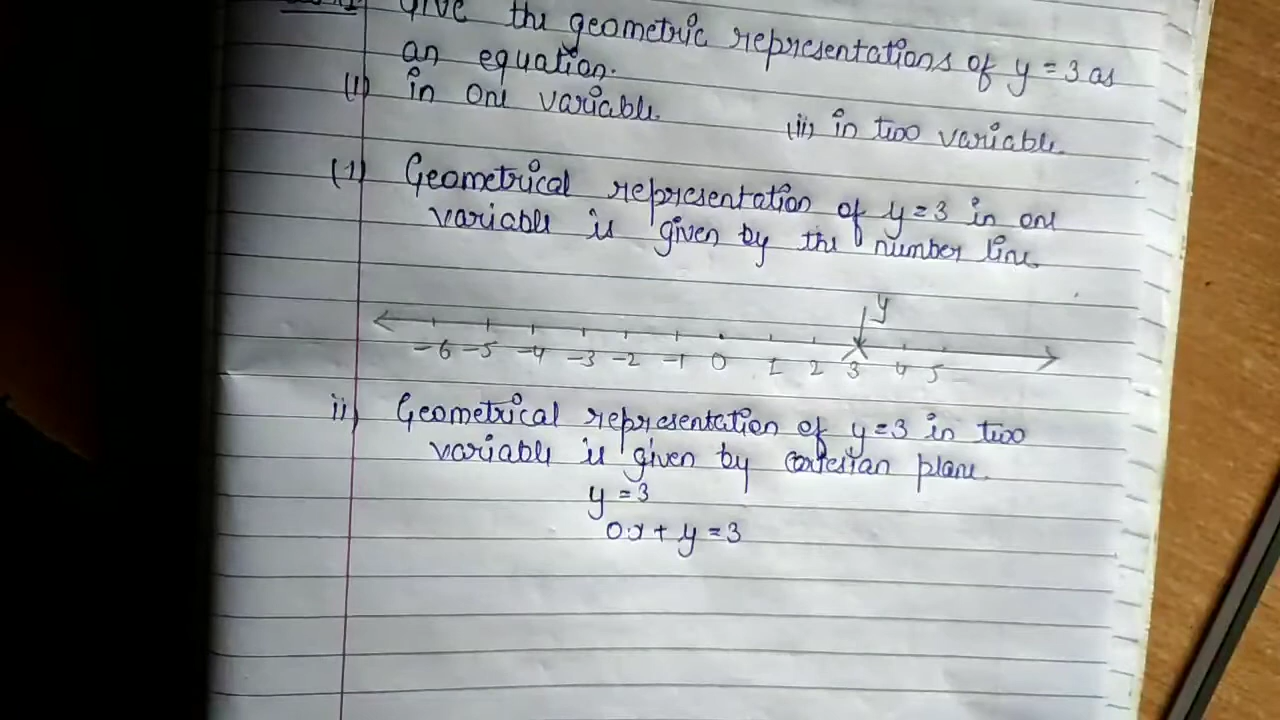 Give the geometric representations of y = 3 as
an equation.
(1) in one variable. (ii) in two variable.
(1) Geometrical representation of y = 3 in one
variable is given by the number line.
y
-6 -5 -4 -3 -2 -1 0 1 2 3 4 5
ii) Geometrical representation of y = 3 in two
variable is given by cartesian plane.
y = 3
0.x + y = 3